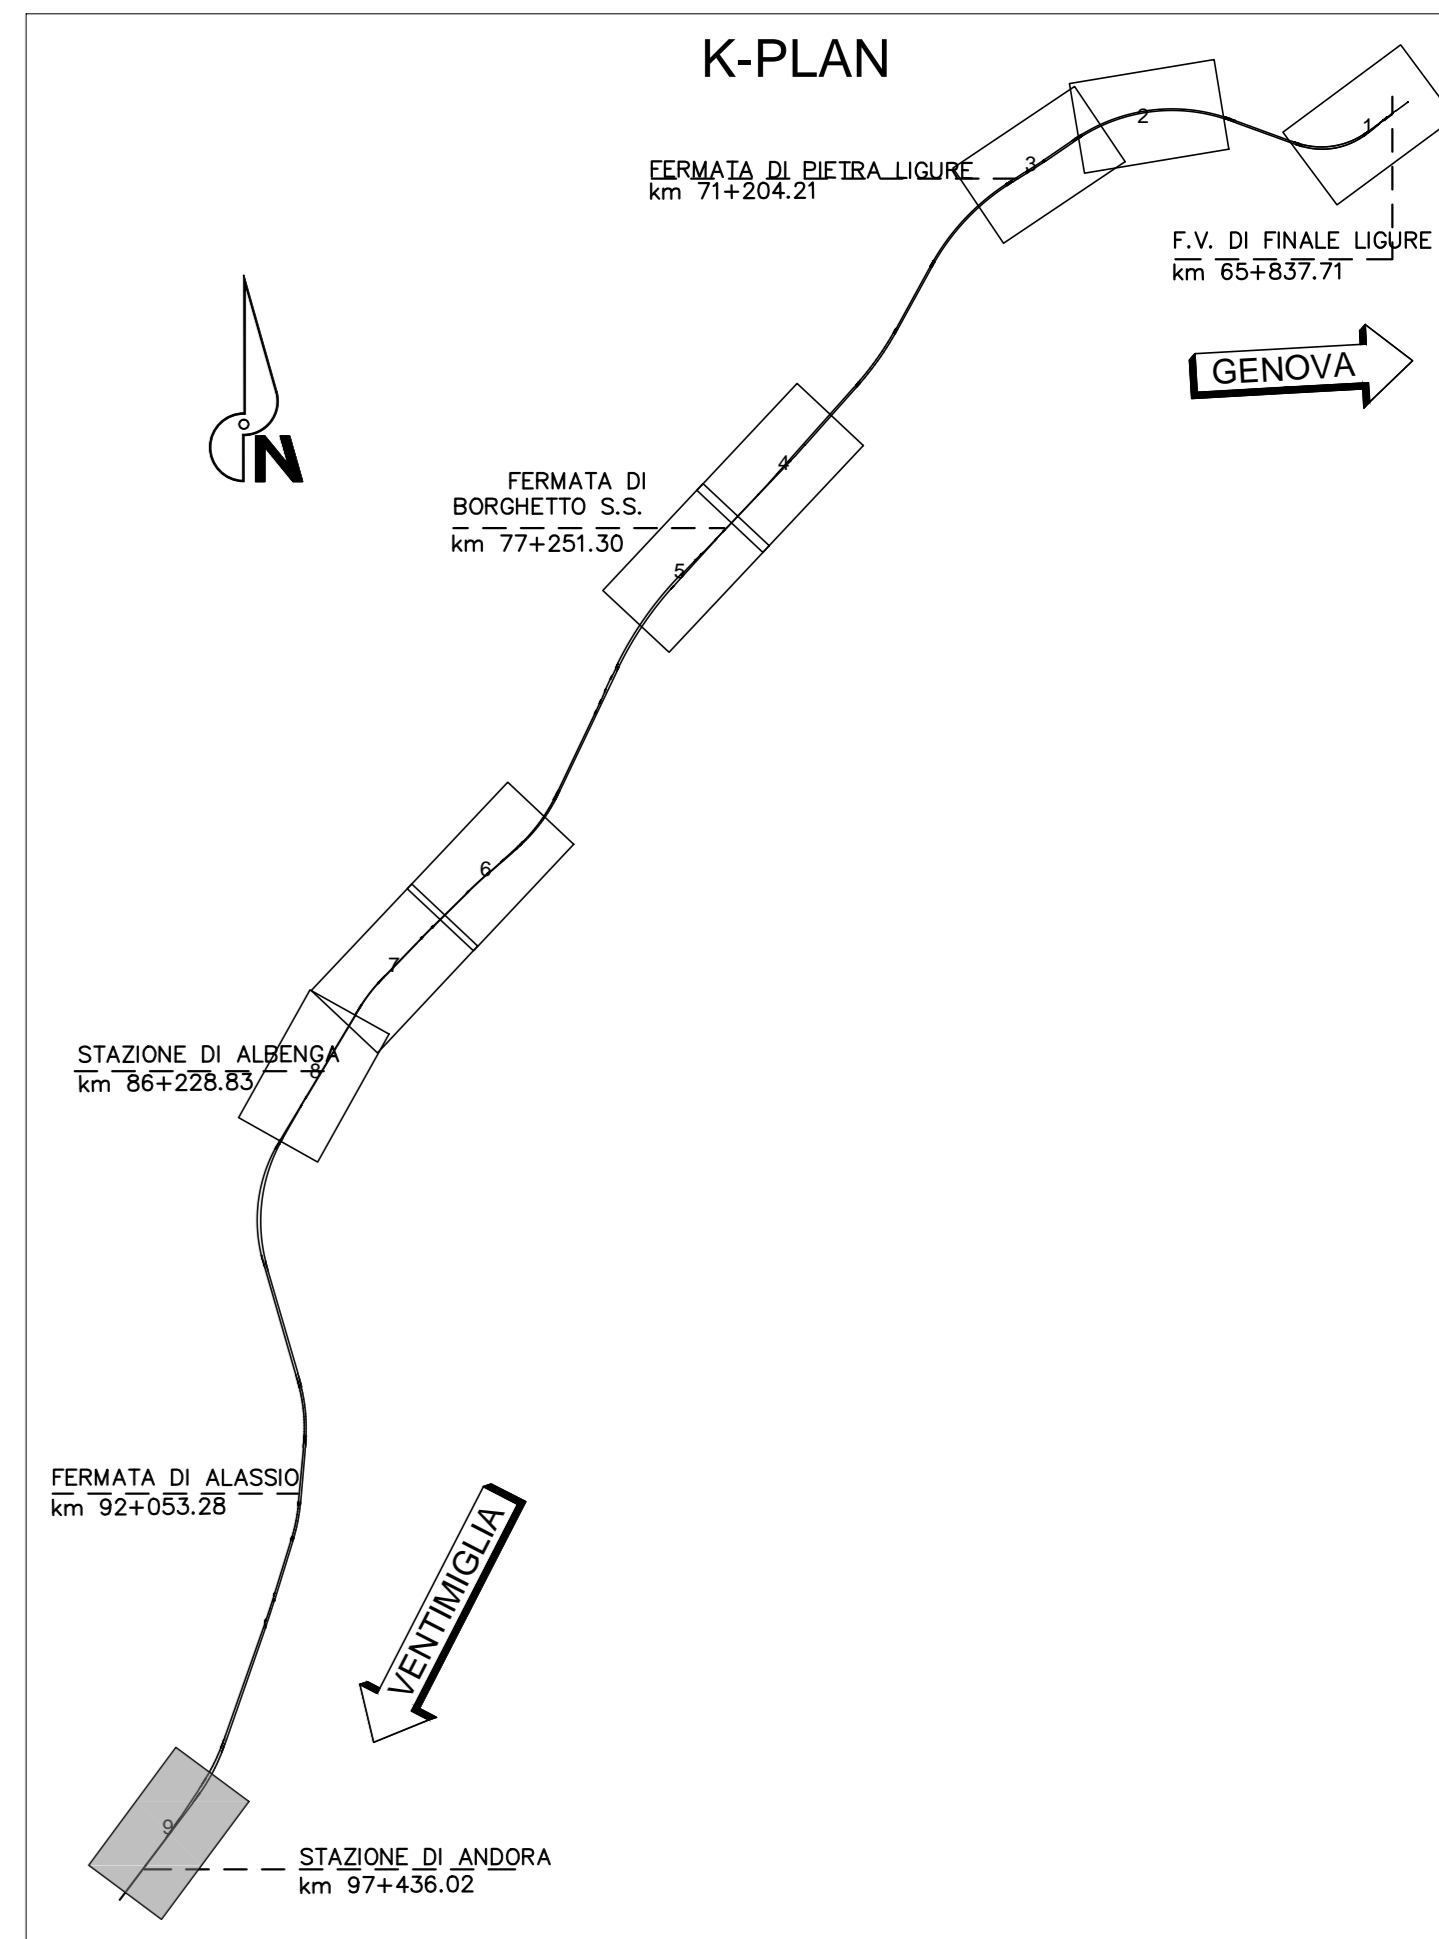 K-PLAN
1
2
3
FERMATA DI PIETRA LIGURE
km 71+204.21
F.V. DI FINALE LIGURE
km 65+837.71
GENOVA
N
4
FERMATA DI
BORGHETTO S.S.
km 77+251.30
5
6
7
STAZIONE DI ALBENGA
km 86+228.83
8
FERMATA DI ALASSIO
km 92+053.28
VENTIMIGLIA
9
STAZIONE DI ANDORA
km 97+436.02